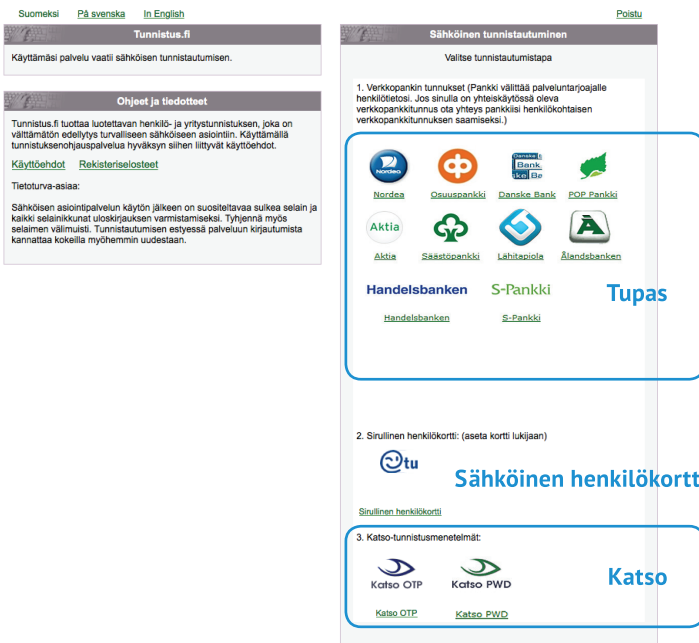 Suomeksi På svenska In English
Poistu
Tunnistus.fi
Käyttämäsi palvelu vaatii sähköisen tunnistautumisen.
Ohjeet ja tiedotteet
Tunnistus.fi tuottaa luotettavan henkilö- ja yritystunnistuksen, joka on
välttämätön edellytys turvalliseen sähköiseen asiointiin. Käyttämällä
tunnistuksenohjauspalvelua hyväksyn siihen liittyvät käyttöehdot.
Käyttöehdot Rekisteriselosteet
Tietoturva-asiaa:
Sähköisen asiointipalvelun käytön jälkeen on suositeltavaa sulkea selain ja
kaikki selainikkunat uloskirjauksen varmistamiseksi. Tyhjennä myös
selaimen välimuisti. Tunnistautumisen estyessä palveluun kirjautumista
kannattaa kokeilla myöhemmin uudestaan.
Sähköinen tunnistautuminen
Valitse tunnistautumistapa
1. Verkkopankin tunnukset (Pankki välittää palveluntarjoajalle
henkilötietosi. Jos sinulla on yhteiskäytössä oleva
verkkopankkitunnus ota yhteys pankkiisi henkilökohtaisen
verkkopankkitunnuksen saamiseksi.)
Nordea Danske Bank
Nordea Osuuspankki Danske Bank POP Pankki
Aktia
Aktia Säästöpankki Lähitapiola Ålandsbanken
Handelsbanken S-Pankki
Handelsbanken S-Pankki
Tupas
2. Sirullinen henkilökortti: (aseta kortti lukijaan)
tu
Sähköinen henkilökortt
Sirullinen henkilökortti
3. Katso-tunnistusmenetelmät:
Katso OTP Katso PWD
Katso OTP Katso PWD
Katso